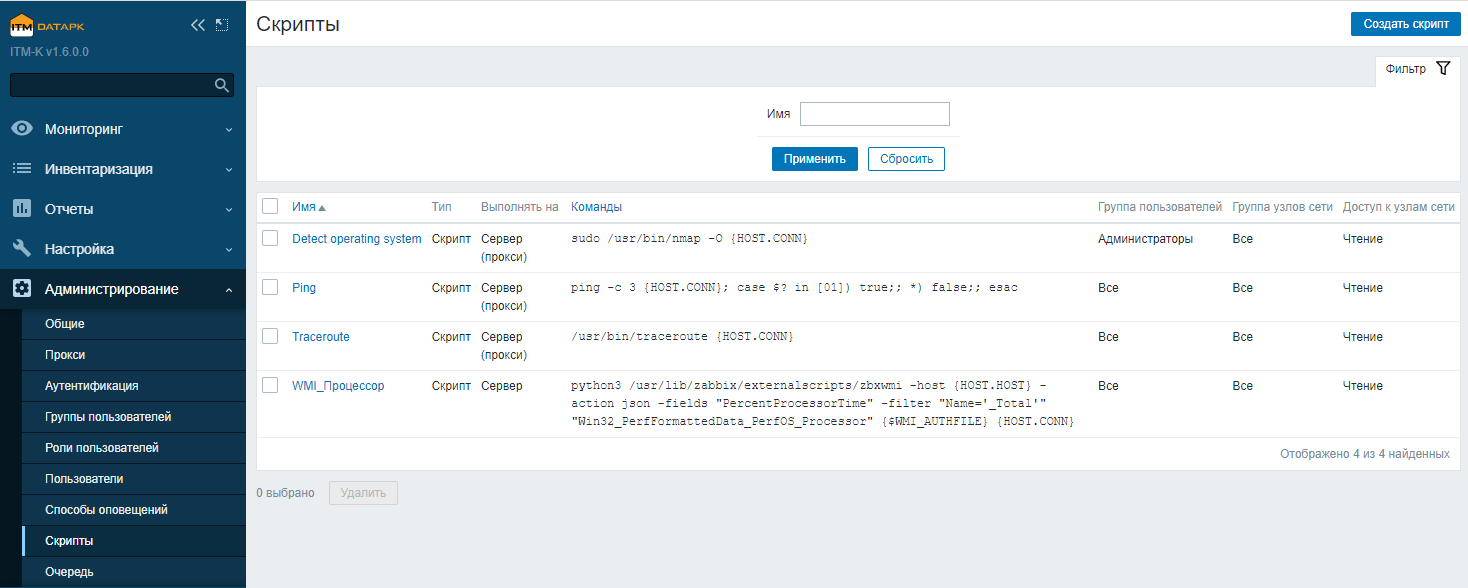 ITM DATAPK
ITM-K v1.6.0.0
Мониторинг
Инвентаризация
Отчеты
Настройка
Администрирование
Общие
Прокси
Аутентификация
Группы пользователей
Роли пользователей
Пользователи
Способы оповещений
Скрипты
Очередь
Скрипты
Создать скрипт
Фильтр
Имя
Применить Сбросить
Имя Тип Выполнять на Команды Группа пользователей Группа узлов сети Доступ к узлам сети
Detect operating system Скрипт Сервер sudo /usr/bin/nmap -O {HOST.CONN} Администраторы Все Чтение
(прокси)
Ping Скрипт Сервер ping -c 3 {HOST.CONN}; case $? in [01]) true;; *) false;; esac Все Все Чтение
(прокси)
Traceroute Скрипт Сервер /usr/bin/traceroute {HOST.CONN} Все Все Чтение
(прокси)
WMI_Процессор Скрипт Сервер python3 /usr/lib/zabbix/externalscripts/zbxwmi -host {HOST.HOST} - Все Все Чтение
action json -fields "PercentProcessorTime" -filter "Name='_Total'"
"Win32_PerfFormattedData_PerfOS_Processor" {$WMI_AUTHFILE} {HOST.CONN}
Отображено 4 из 4 найденных
0 выбрано Удалить